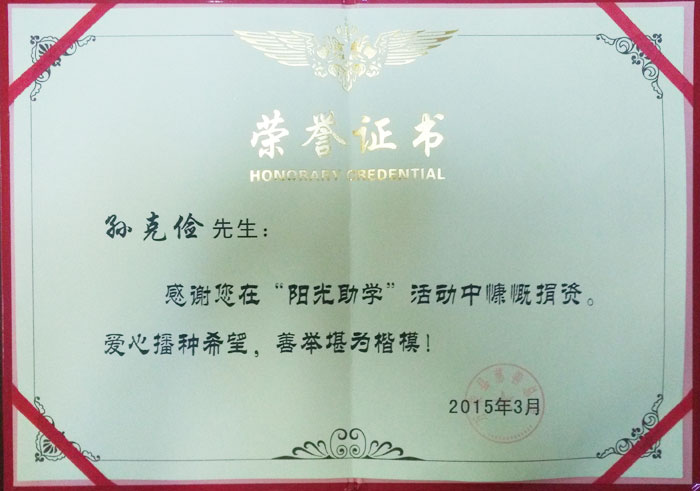 荣誉证书
HONORARY CREDENTIAL
孙克俭先生：
感谢您在“阳光助学”活动中慷慨捐资。
爱心播种希望，善举堪为楷模！
2015年3月